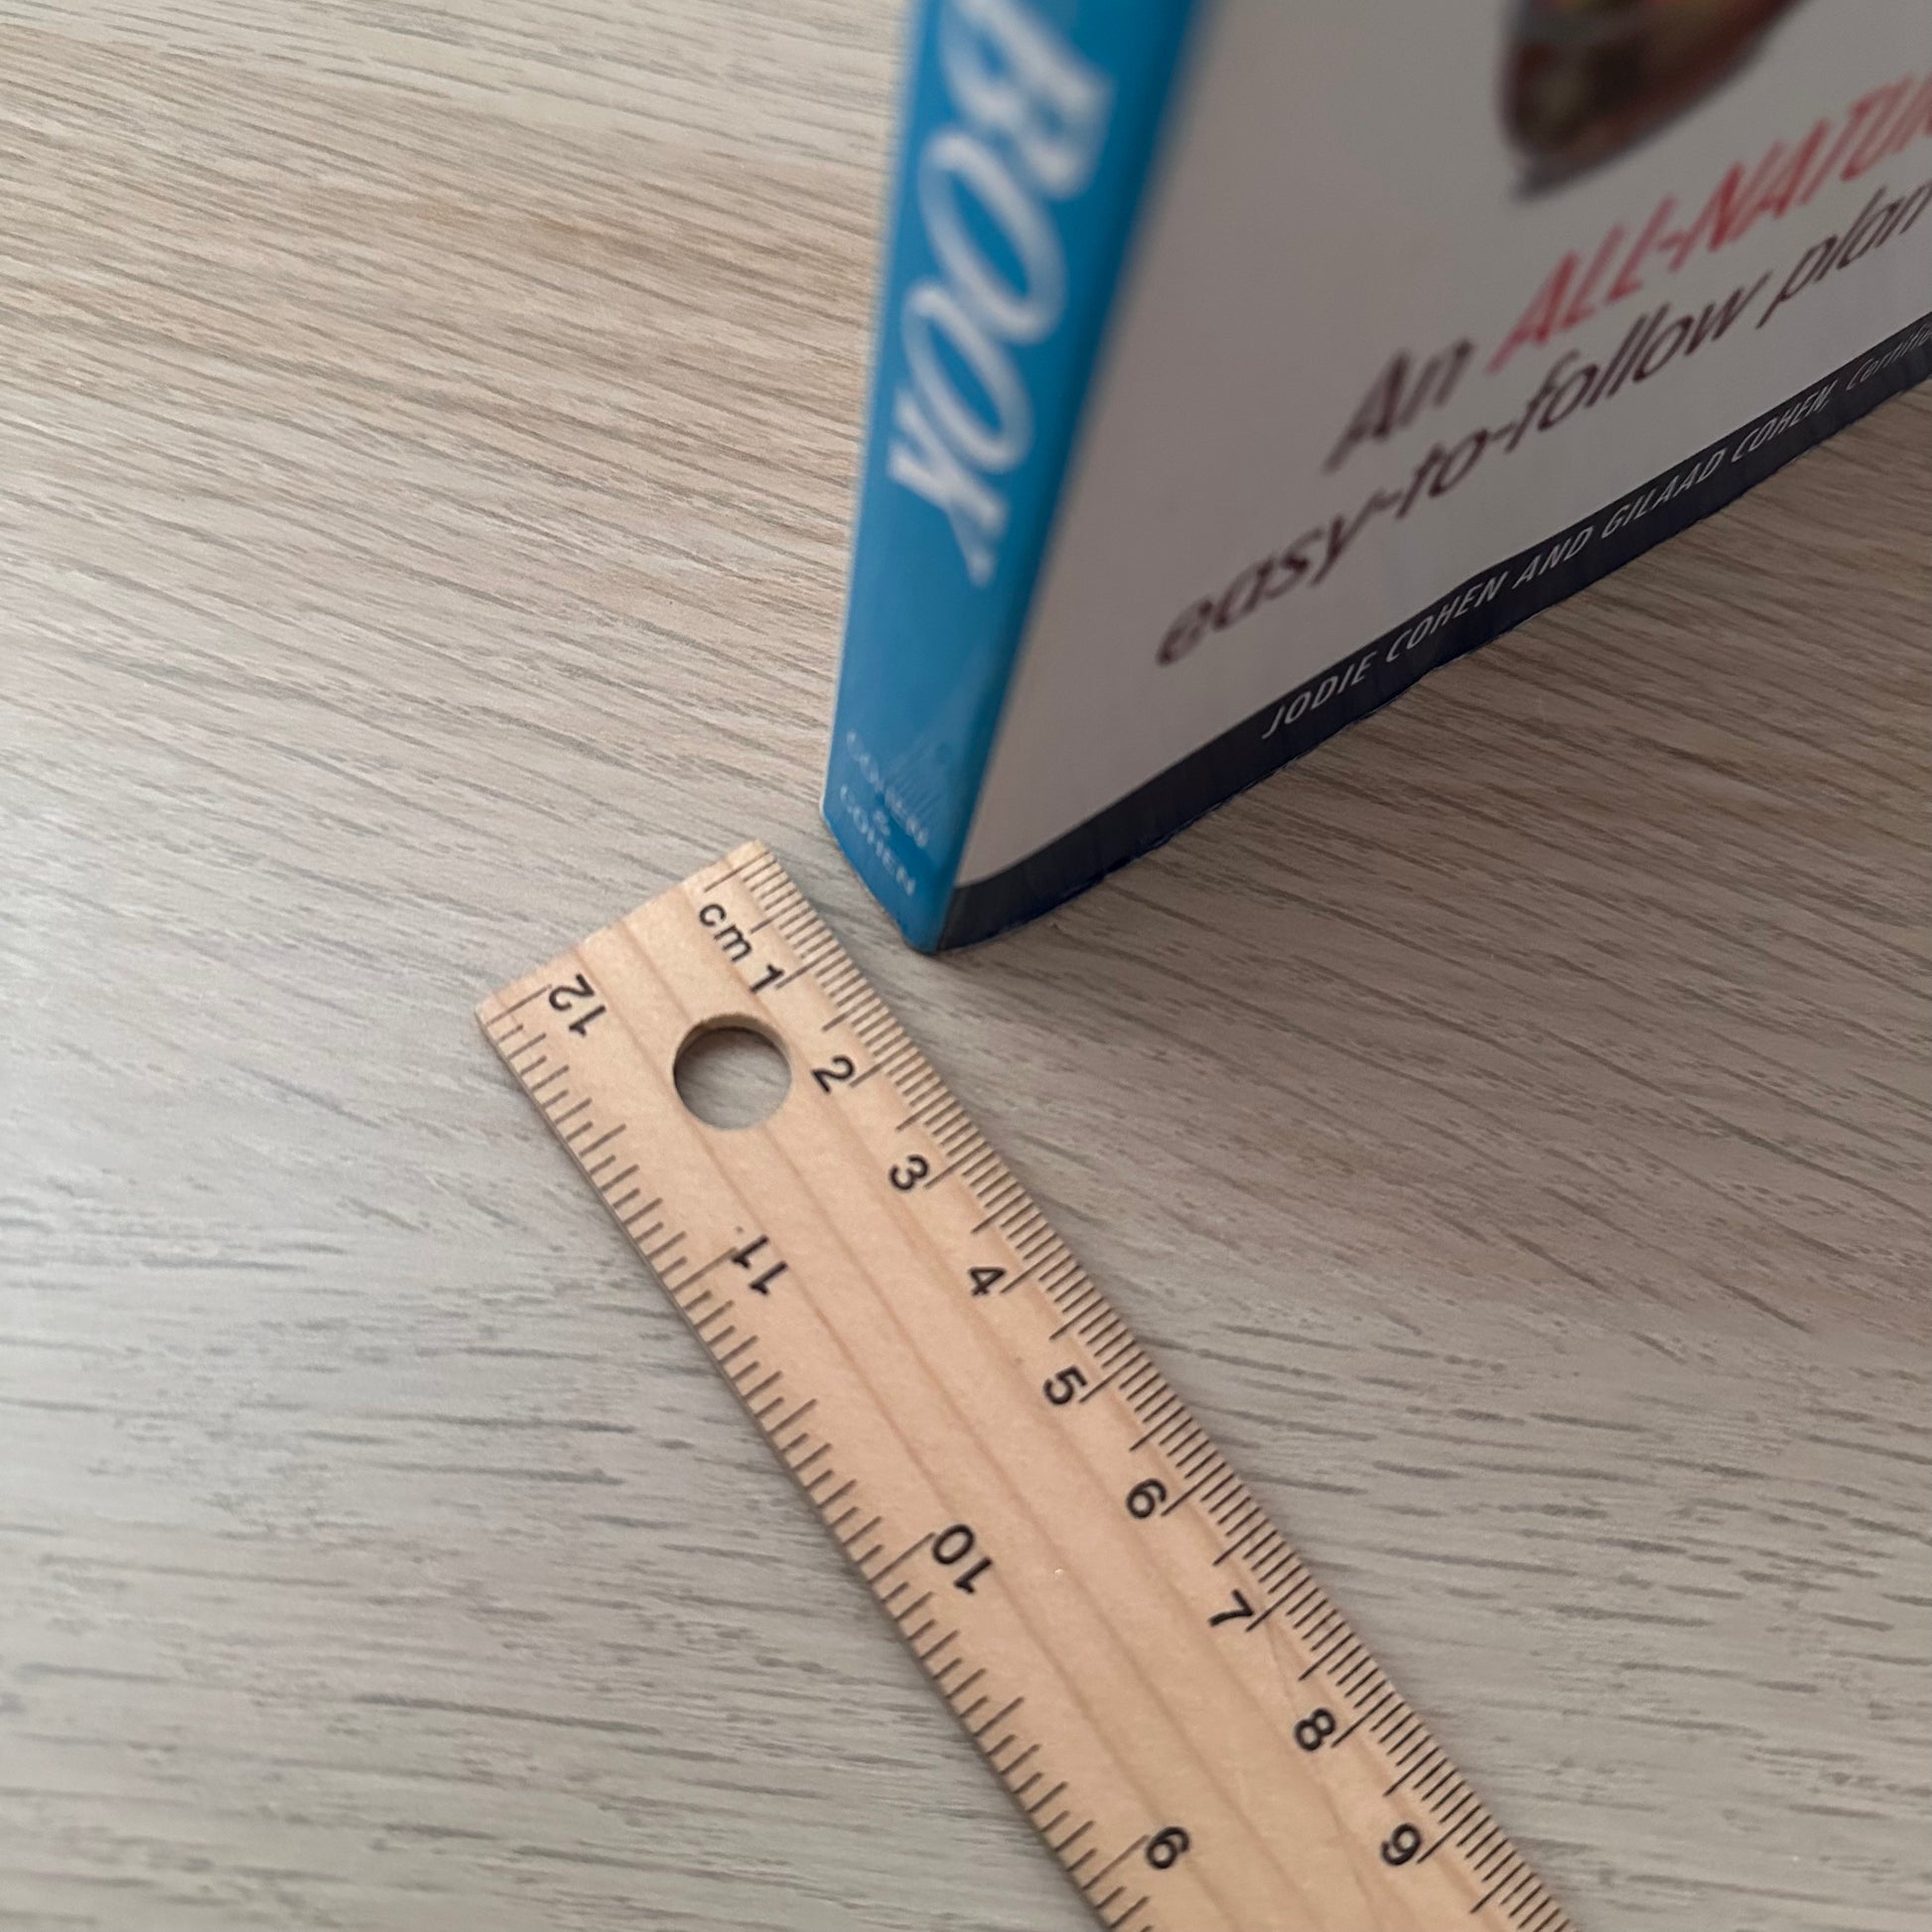 BOOK
COHEN
&
COHEN
An ALL-NATU
easy-to-follow plan
JODIE COHEN AND GILAAD COHEN,
cm 1 2 3 4 5 6 7 8 9
12 11 10 9